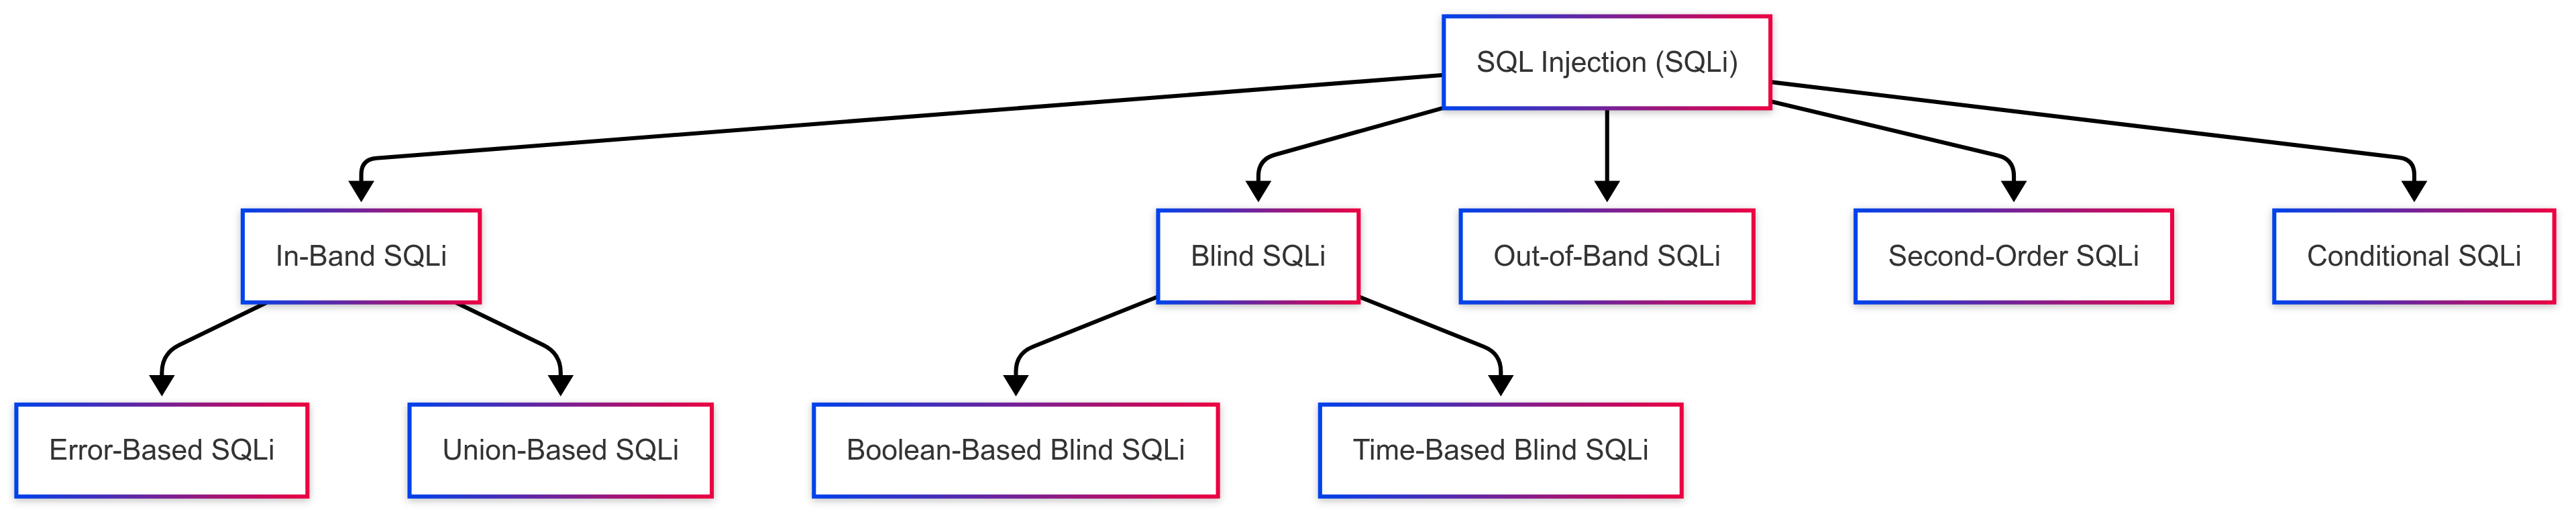 SQL Injection (SQLi)
In-Band SQLi
Blind SQLi
Out-of-Band SQLi
Second-Order SQLi
Conditional SQLi
Error-Based SQLi
Union-Based SQLi
Boolean-Based Blind SQLi
Time-Based Blind SQLi